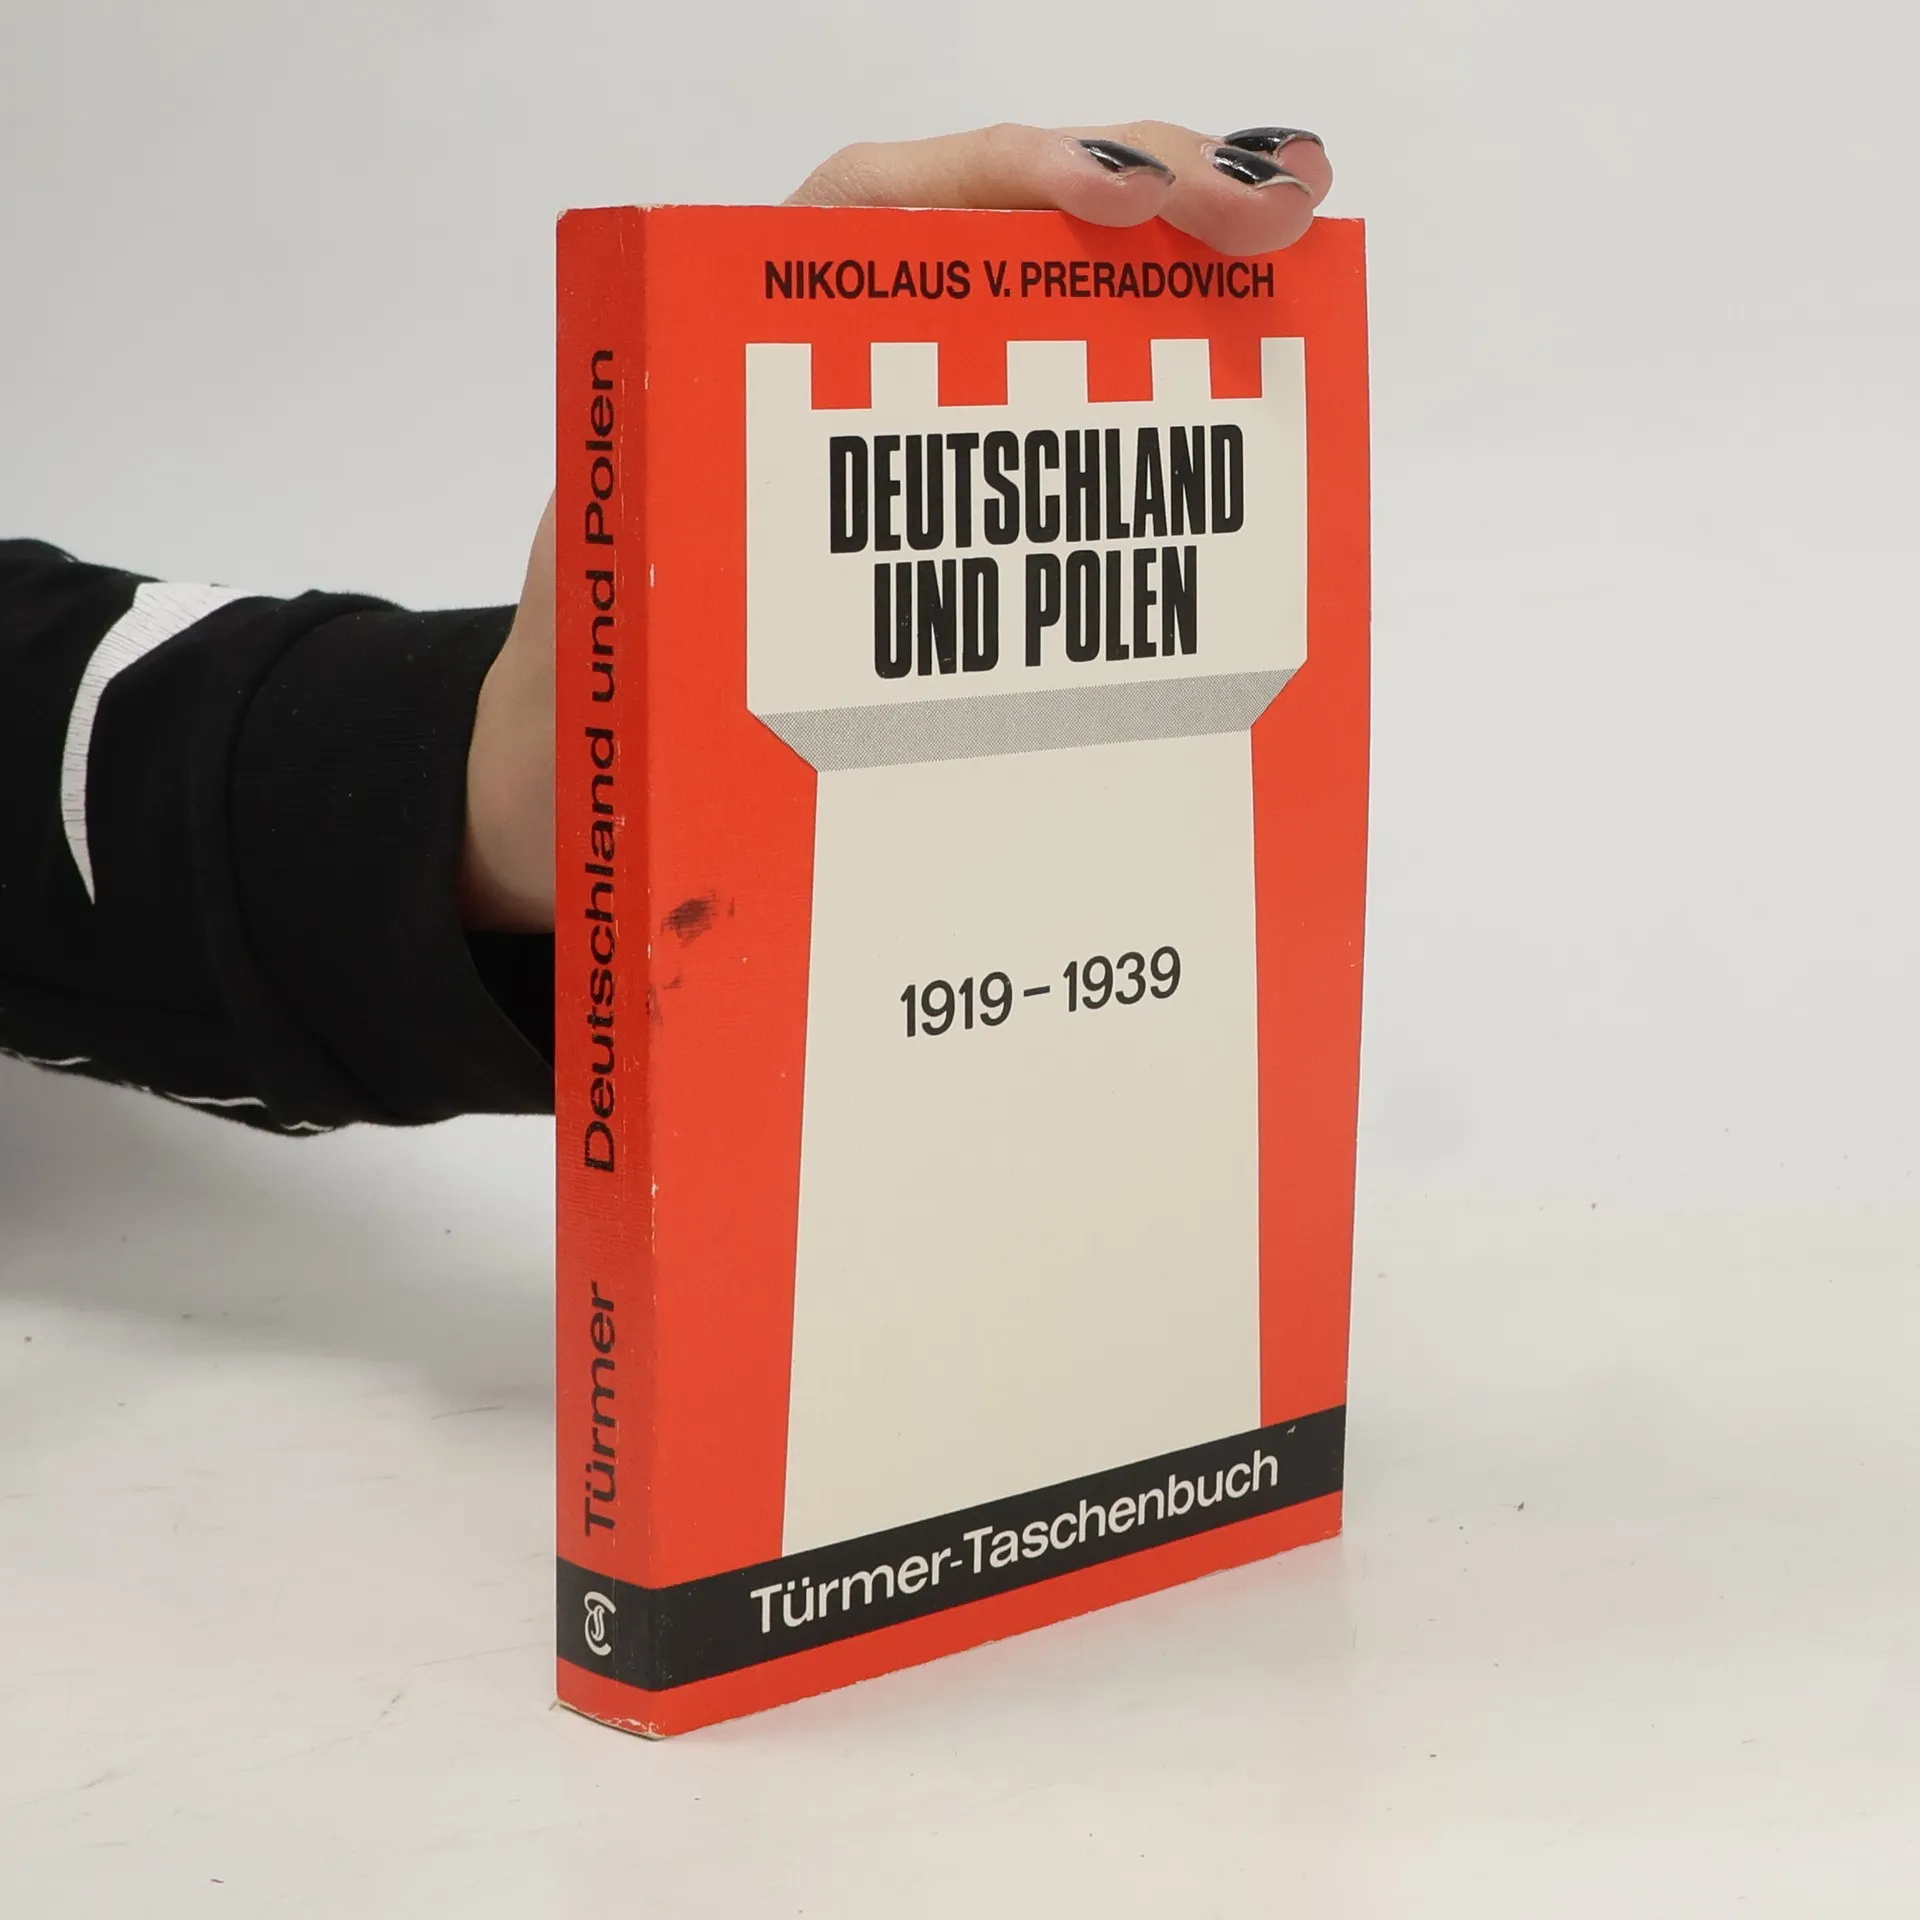 NIKOLAUS V. PRERADOVICH
DEUTSCHLAND
UND POLEN
1919-1939
Türmer-Taschenbuch
Türmer Deutschland und Polen